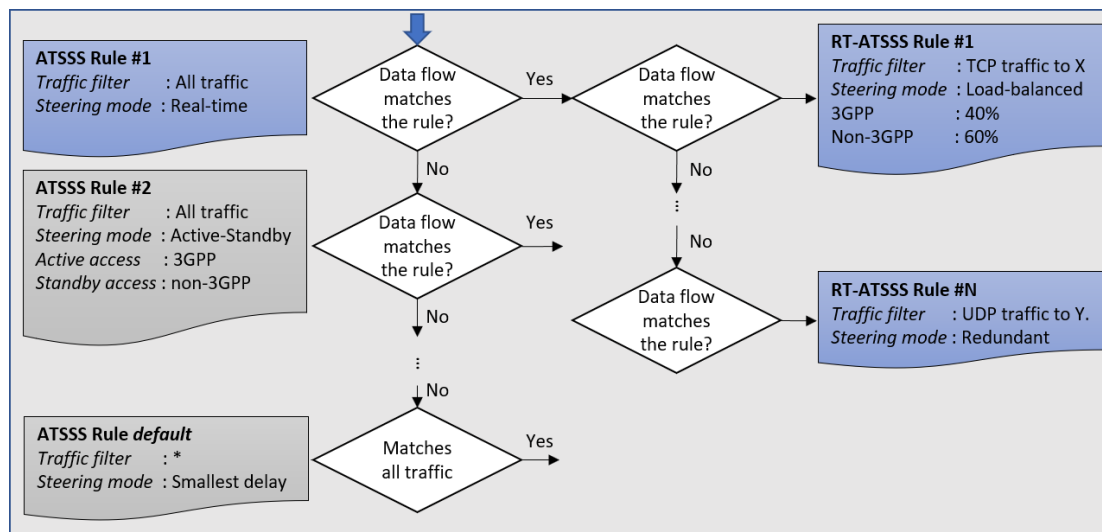 ATSSS Rule #1
Traffic filter : All traffic
Steering mode : Real-time
Data flow
matches
the rule?
Yes
Data flow
matches
the rule?
RT-ATSSS Rule #1
Traffic filter : TCP traffic to X
Steering mode : Load-balanced
3GPP : 40%
Non-3GPP : 60%
No
No
ATSSS Rule #2
Traffic filter : All traffic
Steering mode : Active-Standby
Active access : 3GPP
Standby access : non-3GPP
Data flow
matches
the rule?
Yes
...
No
Data flow
matches
the rule?
RT-ATSSS Rule #N
Traffic filter : UDP traffic to Y.
Steering mode : Redundant
No
...
No
ATSSS Rule default
Traffic filter : *
Steering mode : Smallest delay
Matches
all traffic
Yes